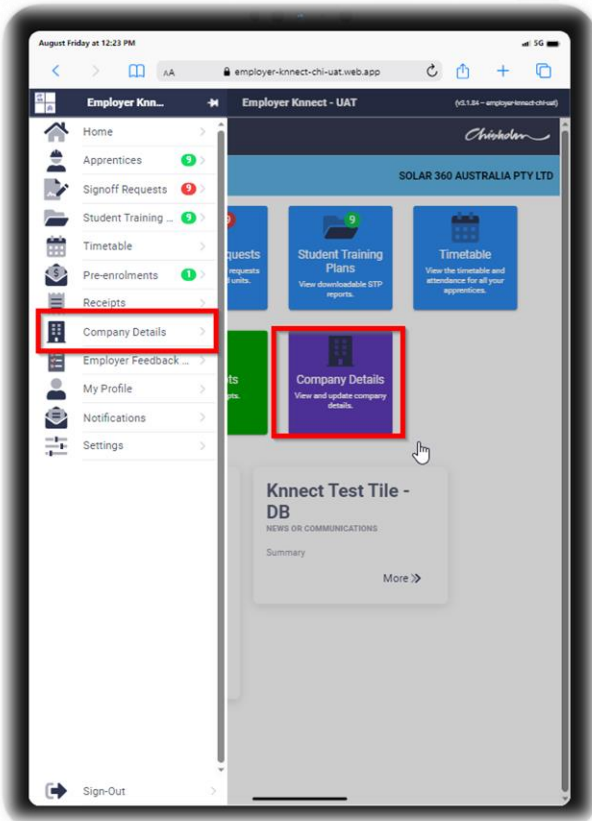 August Friday at 12:23 PM
5G
AA
employer-knnect-chi-uat.web.app
Employer Knn...
Employer Knnect - UAT
(v3.1.84 – employer-knnect-chi-uat)
Chisholm
SOLAR 360 AUSTRALIA PTY LTD
Home
Apprentices
9
Signoff Requests
9
Student Training ...
9
Timetable
Pre-enrolments
1
Receipts
Company Details
Employer Feedback ...
My Profile
Notifications
Settings
Sign-Out
9
quests
requests
d units.
9
Student Training
Plans
View downloadable STP
reports.
Timetable
View the timetable and
attendance for all your
apprentices.
ots
ipts.
Company Details
View and update company
details.
Knnect Test Tile -
DB
NEWS OR COMMUNICATIONS
Summary
More